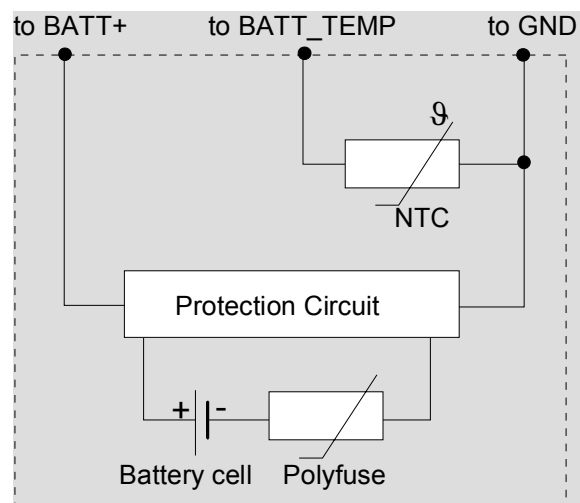 to BATT+ to BATT_TEMP to GND
ϑ
NTC
Protection Circuit
+ -
Battery cell Polyfuse